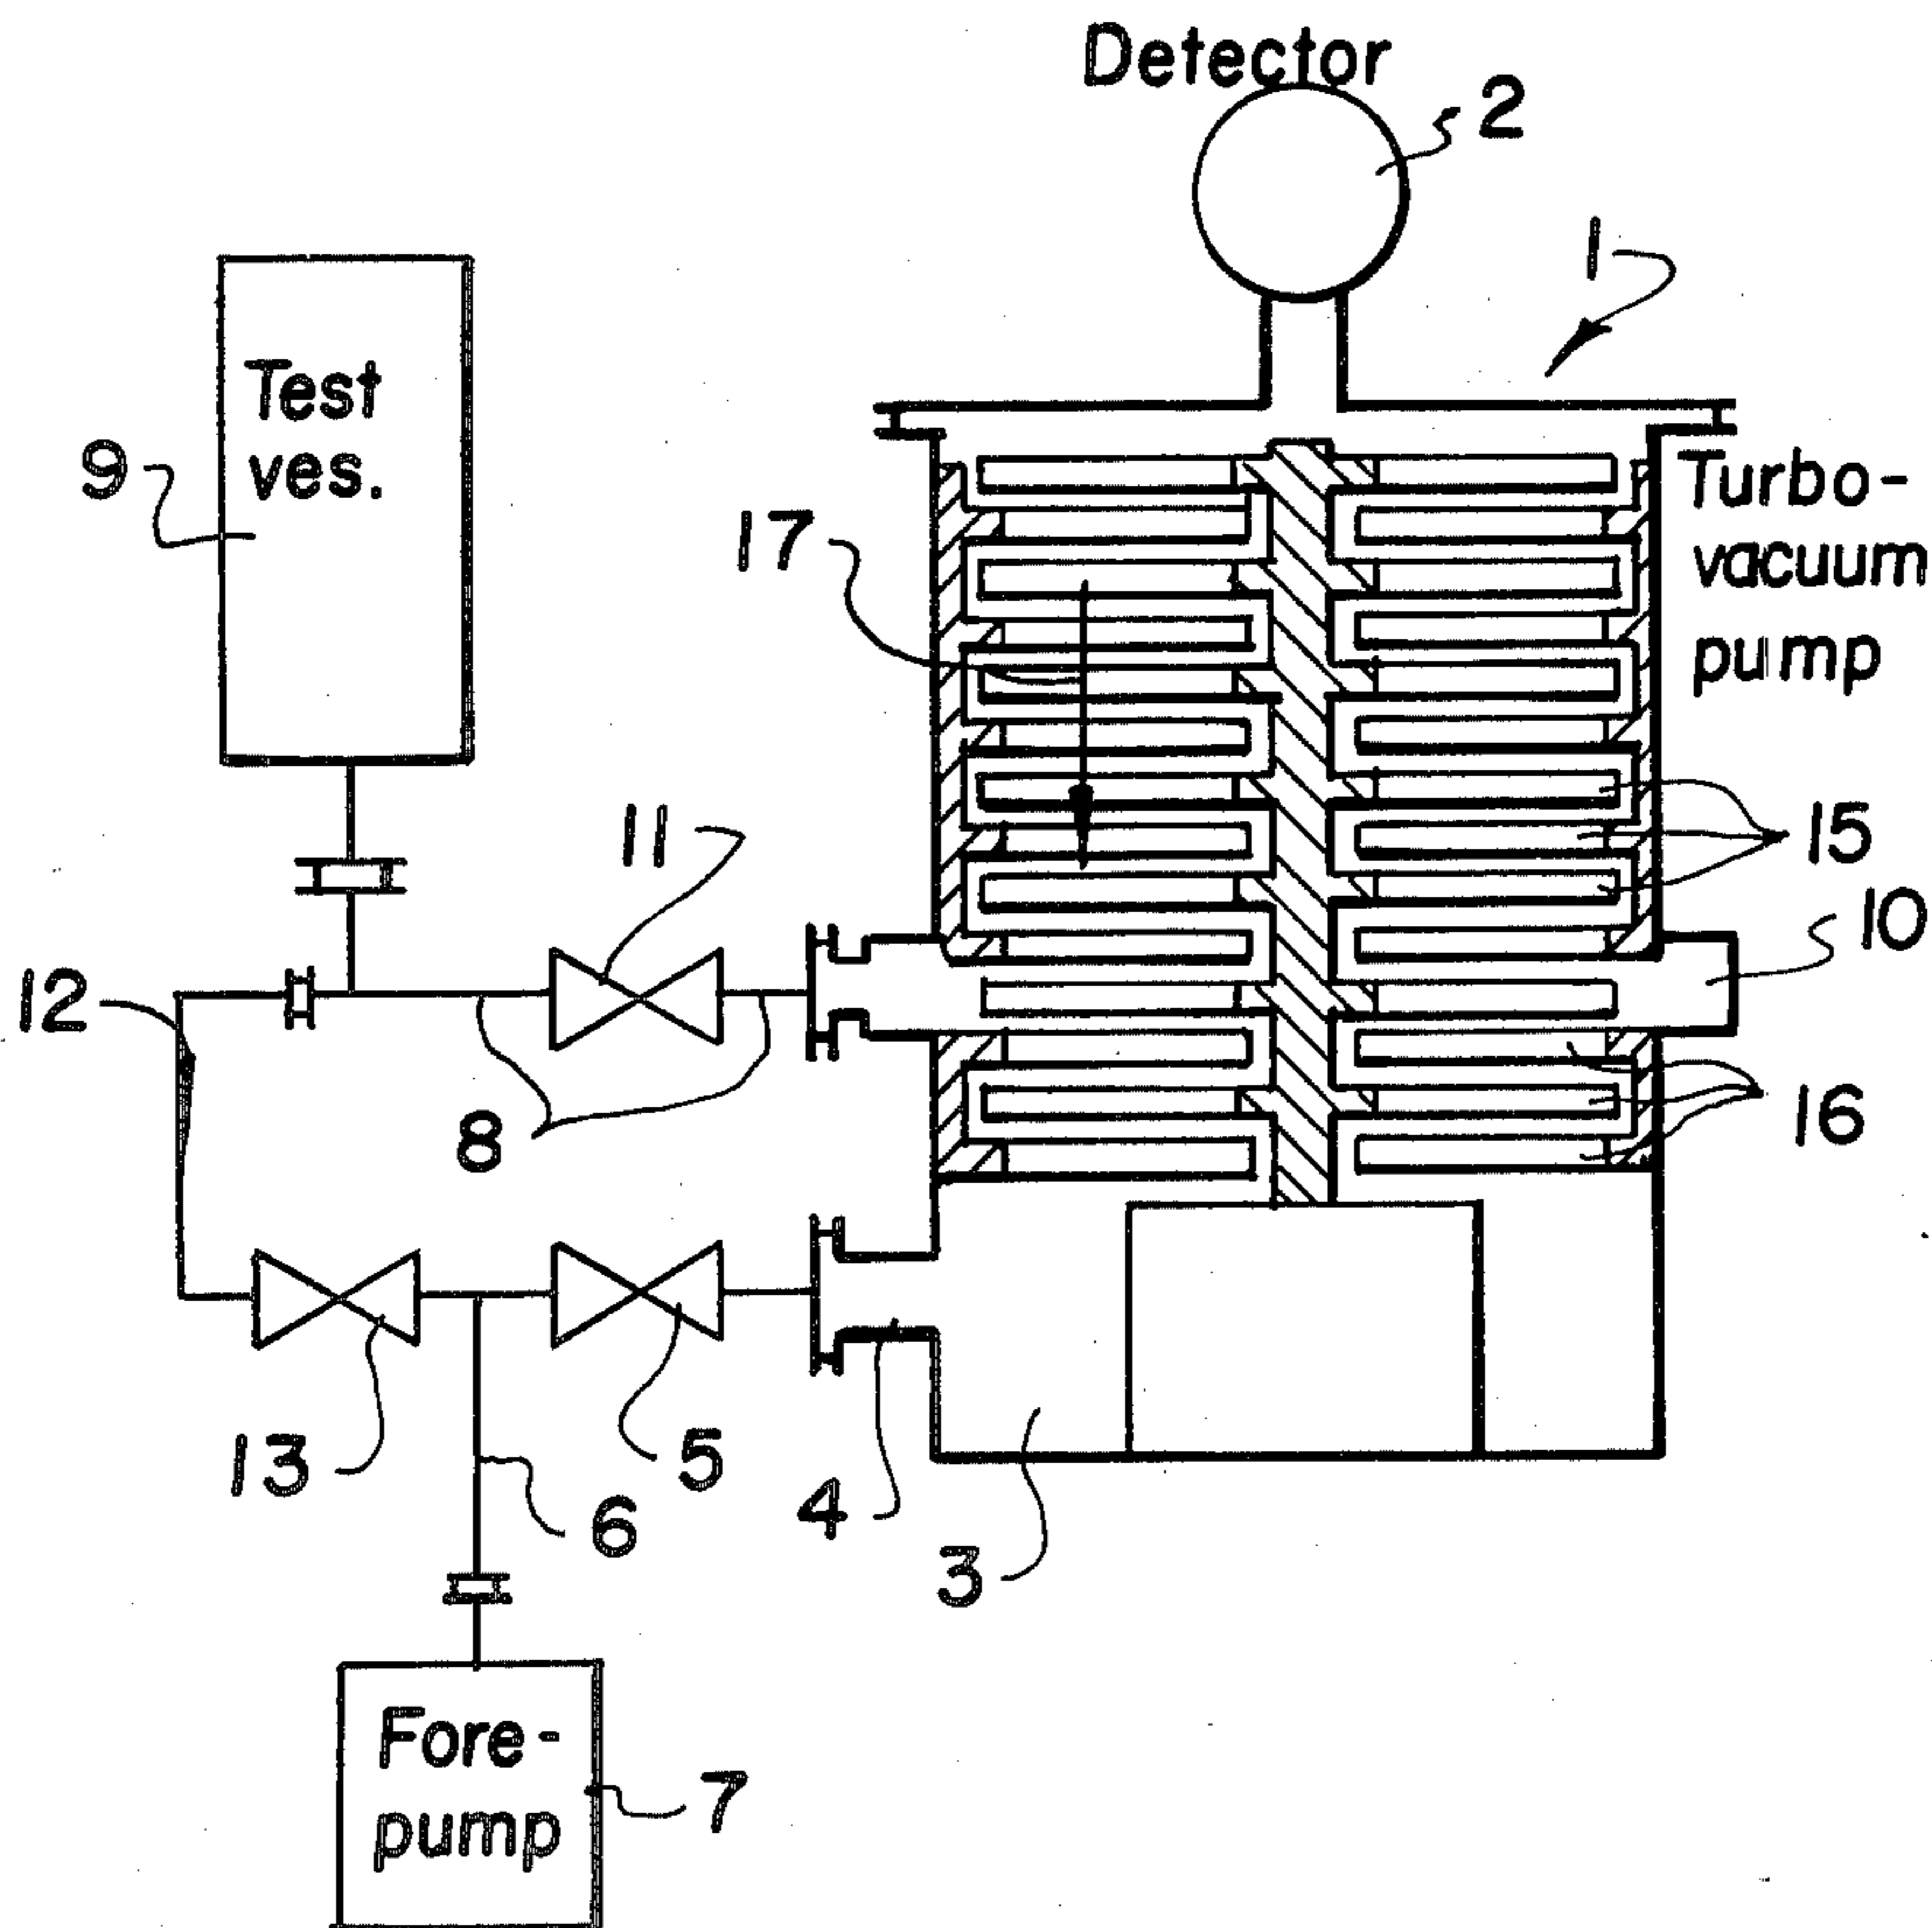 Detector
2
1
Test
ves.
9
Turbo-
vacuum
pump
17
11
15
10
12
8
16
13
5
6
4
3
Fore-
pump
7